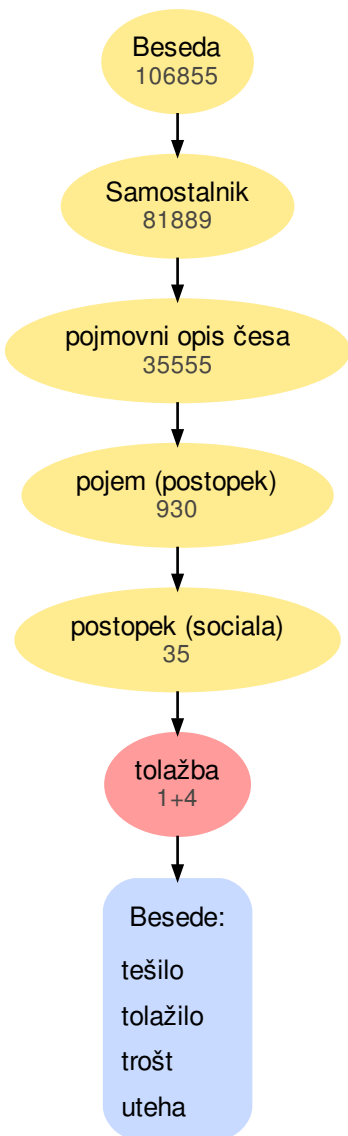 Beseda
106855
Samostalnik
81889
pojmovni opis česa
35555
pojem (postopek)
930
postopek (sociala)
35
tolažba
1+4
Besede:
tešilo
tolažilo
trošt
uteha